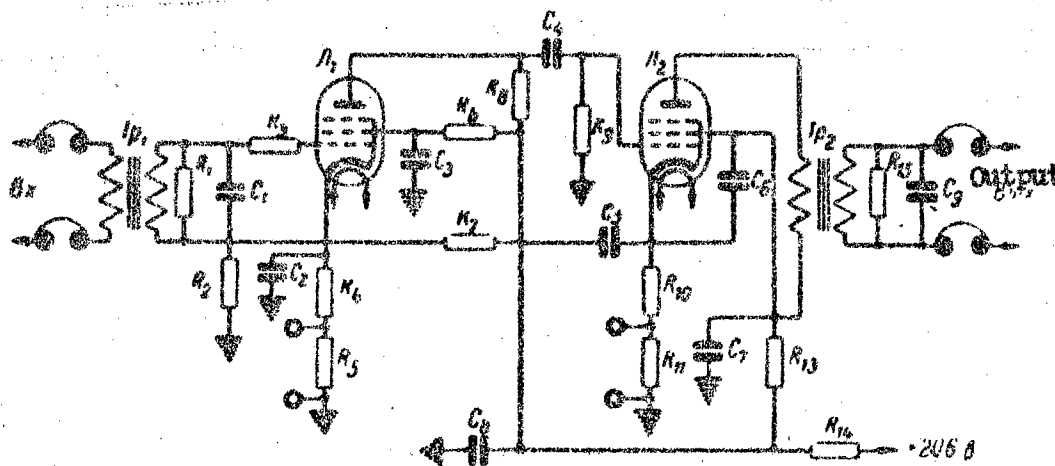 Вх
Тр₁
R₁
C₁
R₂
R₃
Л₁
C₂
R₄
R₅
C₃
R₆
R₇
R₈
C₄
R₉
C₅
Л₂
C₆
R₁₀
R₁₁
C₇
R₁₃
Тр₂
R₁₅
C₉
Output
C₈
R₁₄
+206 В